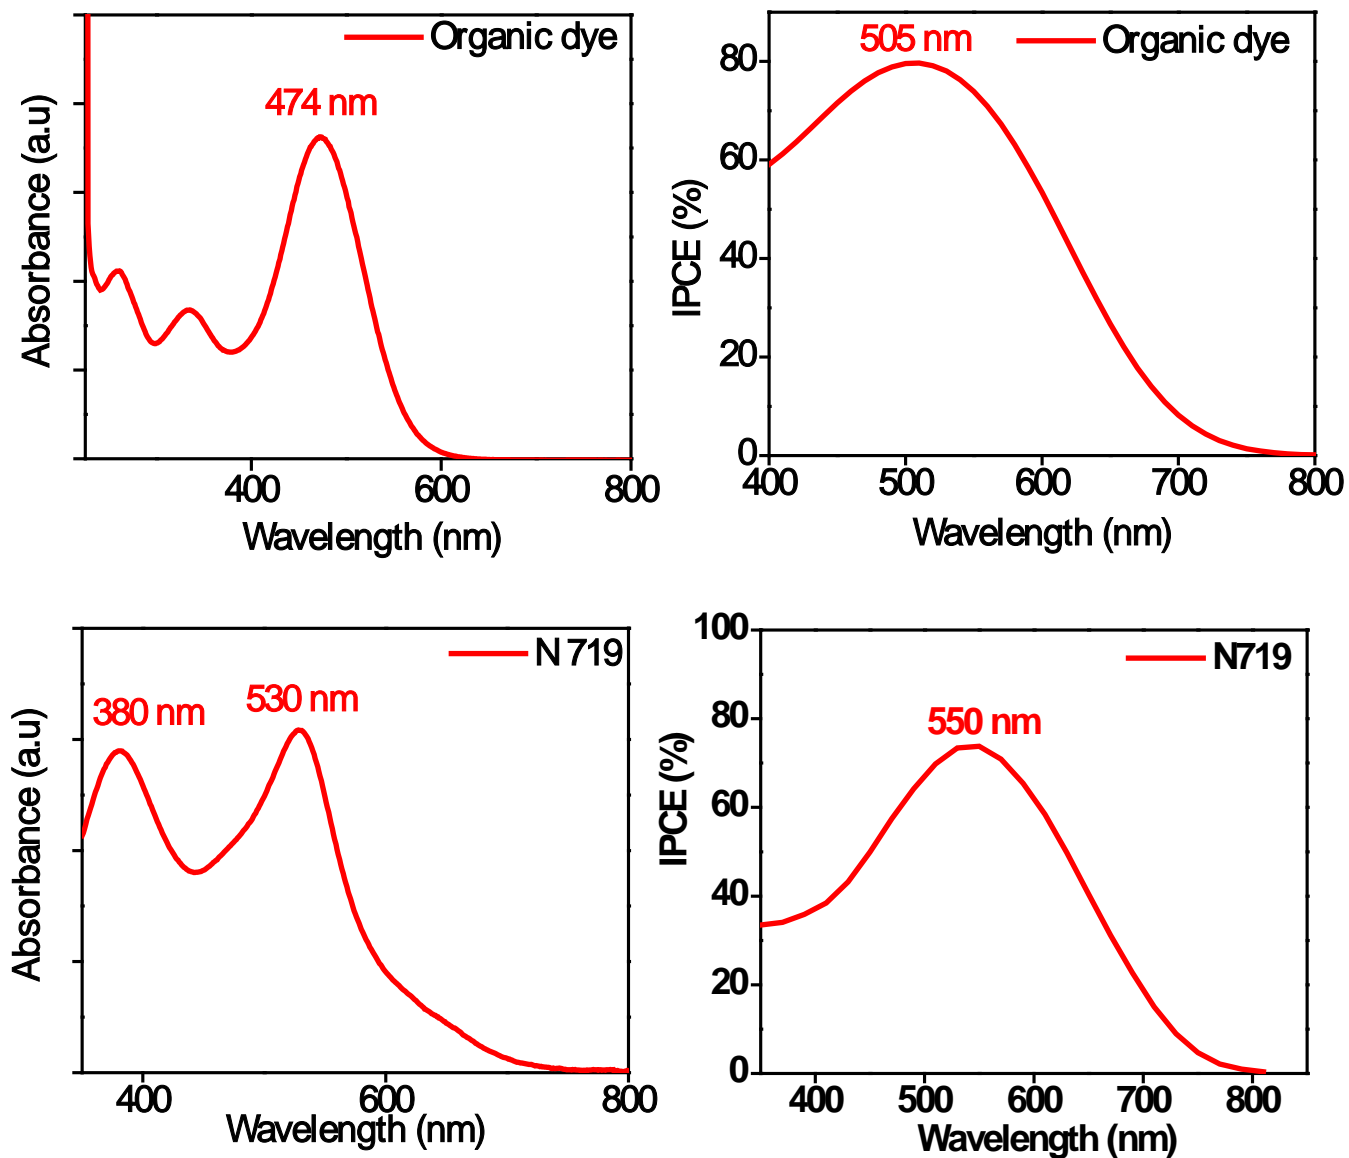 Organic dye
474 nm
Absorbance (a.u)
400
600
800
Wavelength (nm)
505 nm
Organic dye
80
60
40
20
0
IPCE (%)
400
500
600
700
800
Wavelength (nm)
N 719
380 nm
530 nm
Absorbance (a.u)
400
600
800
Wavelength (nm)
100
80
60
40
20
0
N719
550 nm
IPCE (%)
400
500
600
700
800
Wavelength (nm)